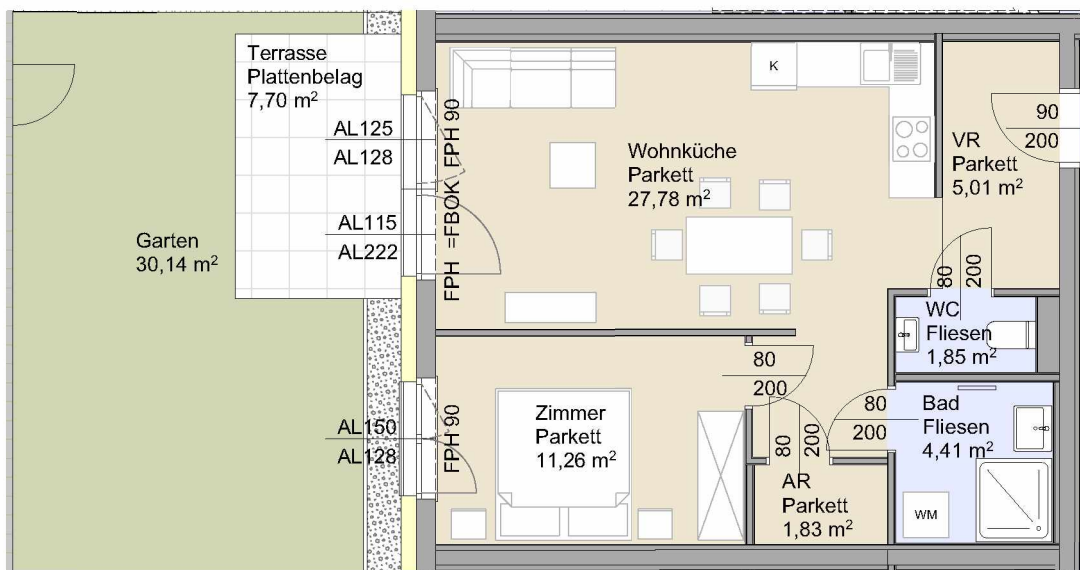 Terrasse
Plattenbelag
7,70 m²
AL125
AL128
AL115
AL222
FPH =FBOK FPH 90
Garten
30,14 m²
Wohnküche
Parkett
27,78 m²
K
VR
Parkett
5,01 m²
90
200
80
200
WC
Fliesen
1,85 m²
80
200
80
200
80
200
Bad
Fliesen
4,41 m²
WM
AR
Parkett
1,83 m²
Zimmer
Parkett
11,26 m²
AL150
AL128
FPH 90